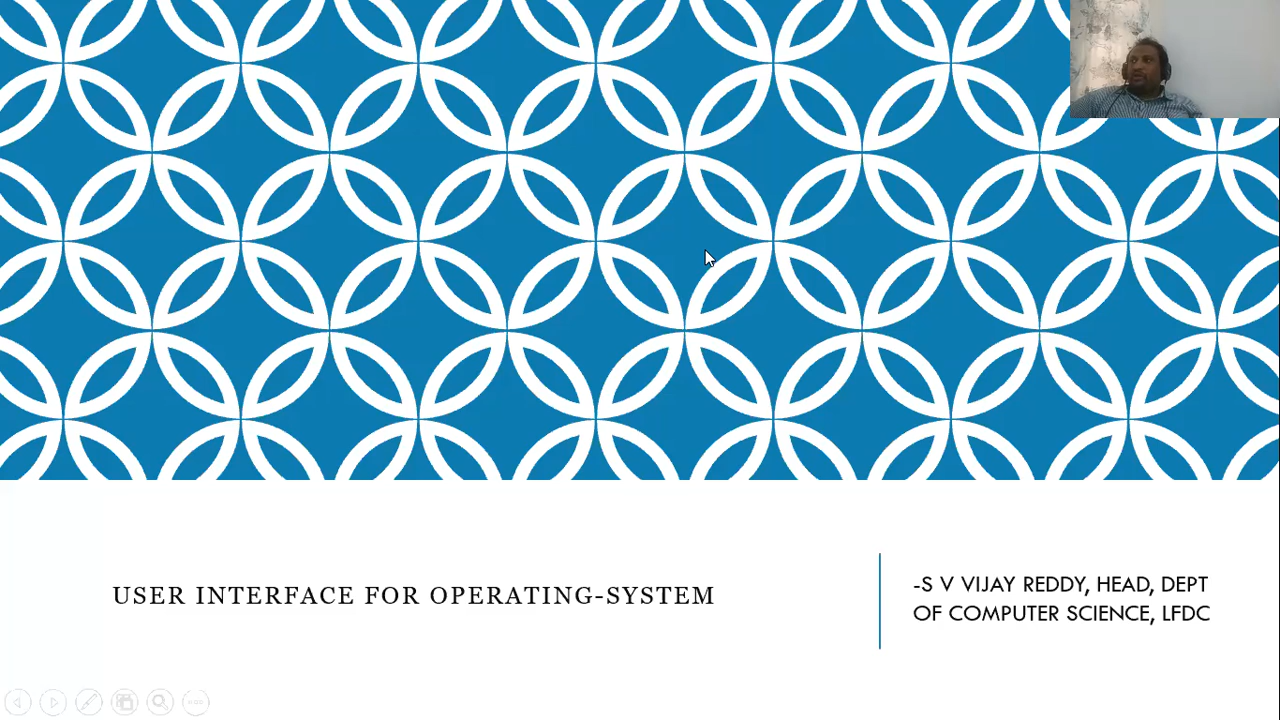 USER INTERFACE FOR OPERATING-SYSTEM
-S V VIJAY REDDY, HEAD, DEPT
OF COMPUTER SCIENCE, LFDC